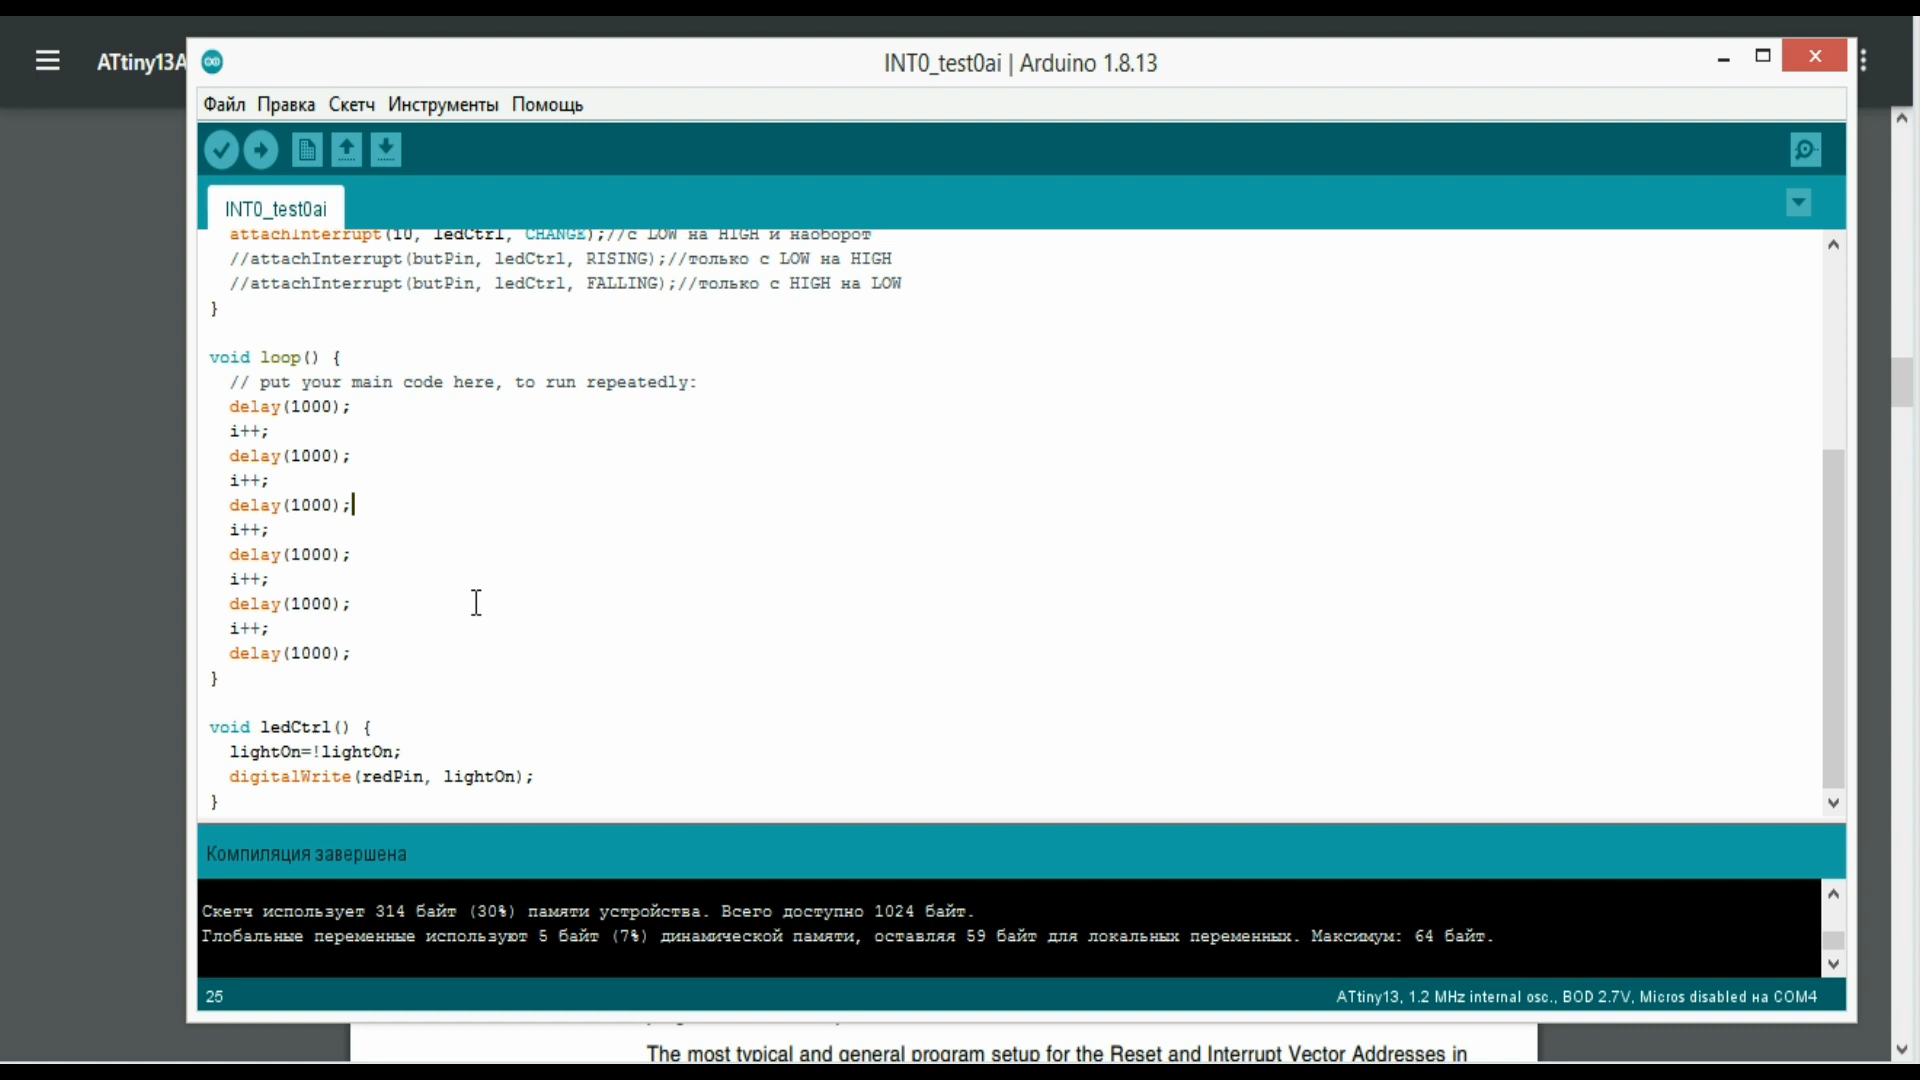 ATtiny13A
INT0_test0ai | Arduino 1.8.13
Файл Правка Скетч Инструменты Помощь
INT0_test0ai
attachInterrupt(10, ledCtrl, CHANGE);//с LOW на HIGH и наоборот
//attachInterrupt(butPin, ledCtrl, RISING);//только с LOW на HIGH
//attachInterrupt(butPin, ledCtrl, FALLING);//только с HIGH на LOW
}
void loop() {
// put your main code here, to run repeatedly:
delay(1000);
i++;
delay(1000);
i++;
delay(1000);
i++;
delay(1000);
i++;
delay(1000);
i++;
delay(1000);
}
void ledCtrl() {
lightOn=!lightOn;
digitalWrite(redPin, lightOn);
}
Компиляция завершена
Скетч использует 314 байт (30%) памяти устройства. Всего доступно 1024 байт.
Глобальные переменные используют 5 байт (7%) динамической памяти, оставляя 59 байт для локальных переменных. Максимум: 64 байт.
25
ATtiny13, 1.2 MHz internal osc., BOD 2.7V, Micros disabled на COM4
The most typical and general program setup for the Reset and Interrupt Vector Addresses in